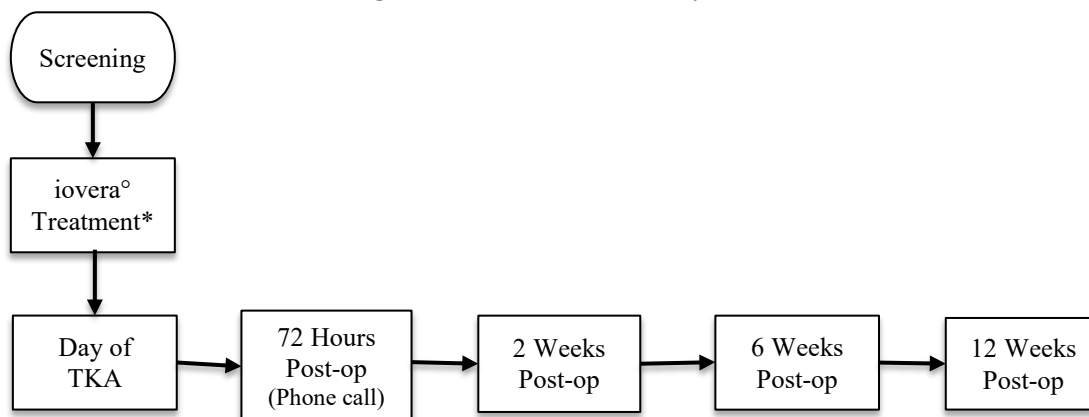 Screening
iovera°
Treatment*
Day of
TKA
72 Hours
Post-op
(Phone call)
2 Weeks
Post-op
6 Weeks
Post-op
12 Weeks
Post-op